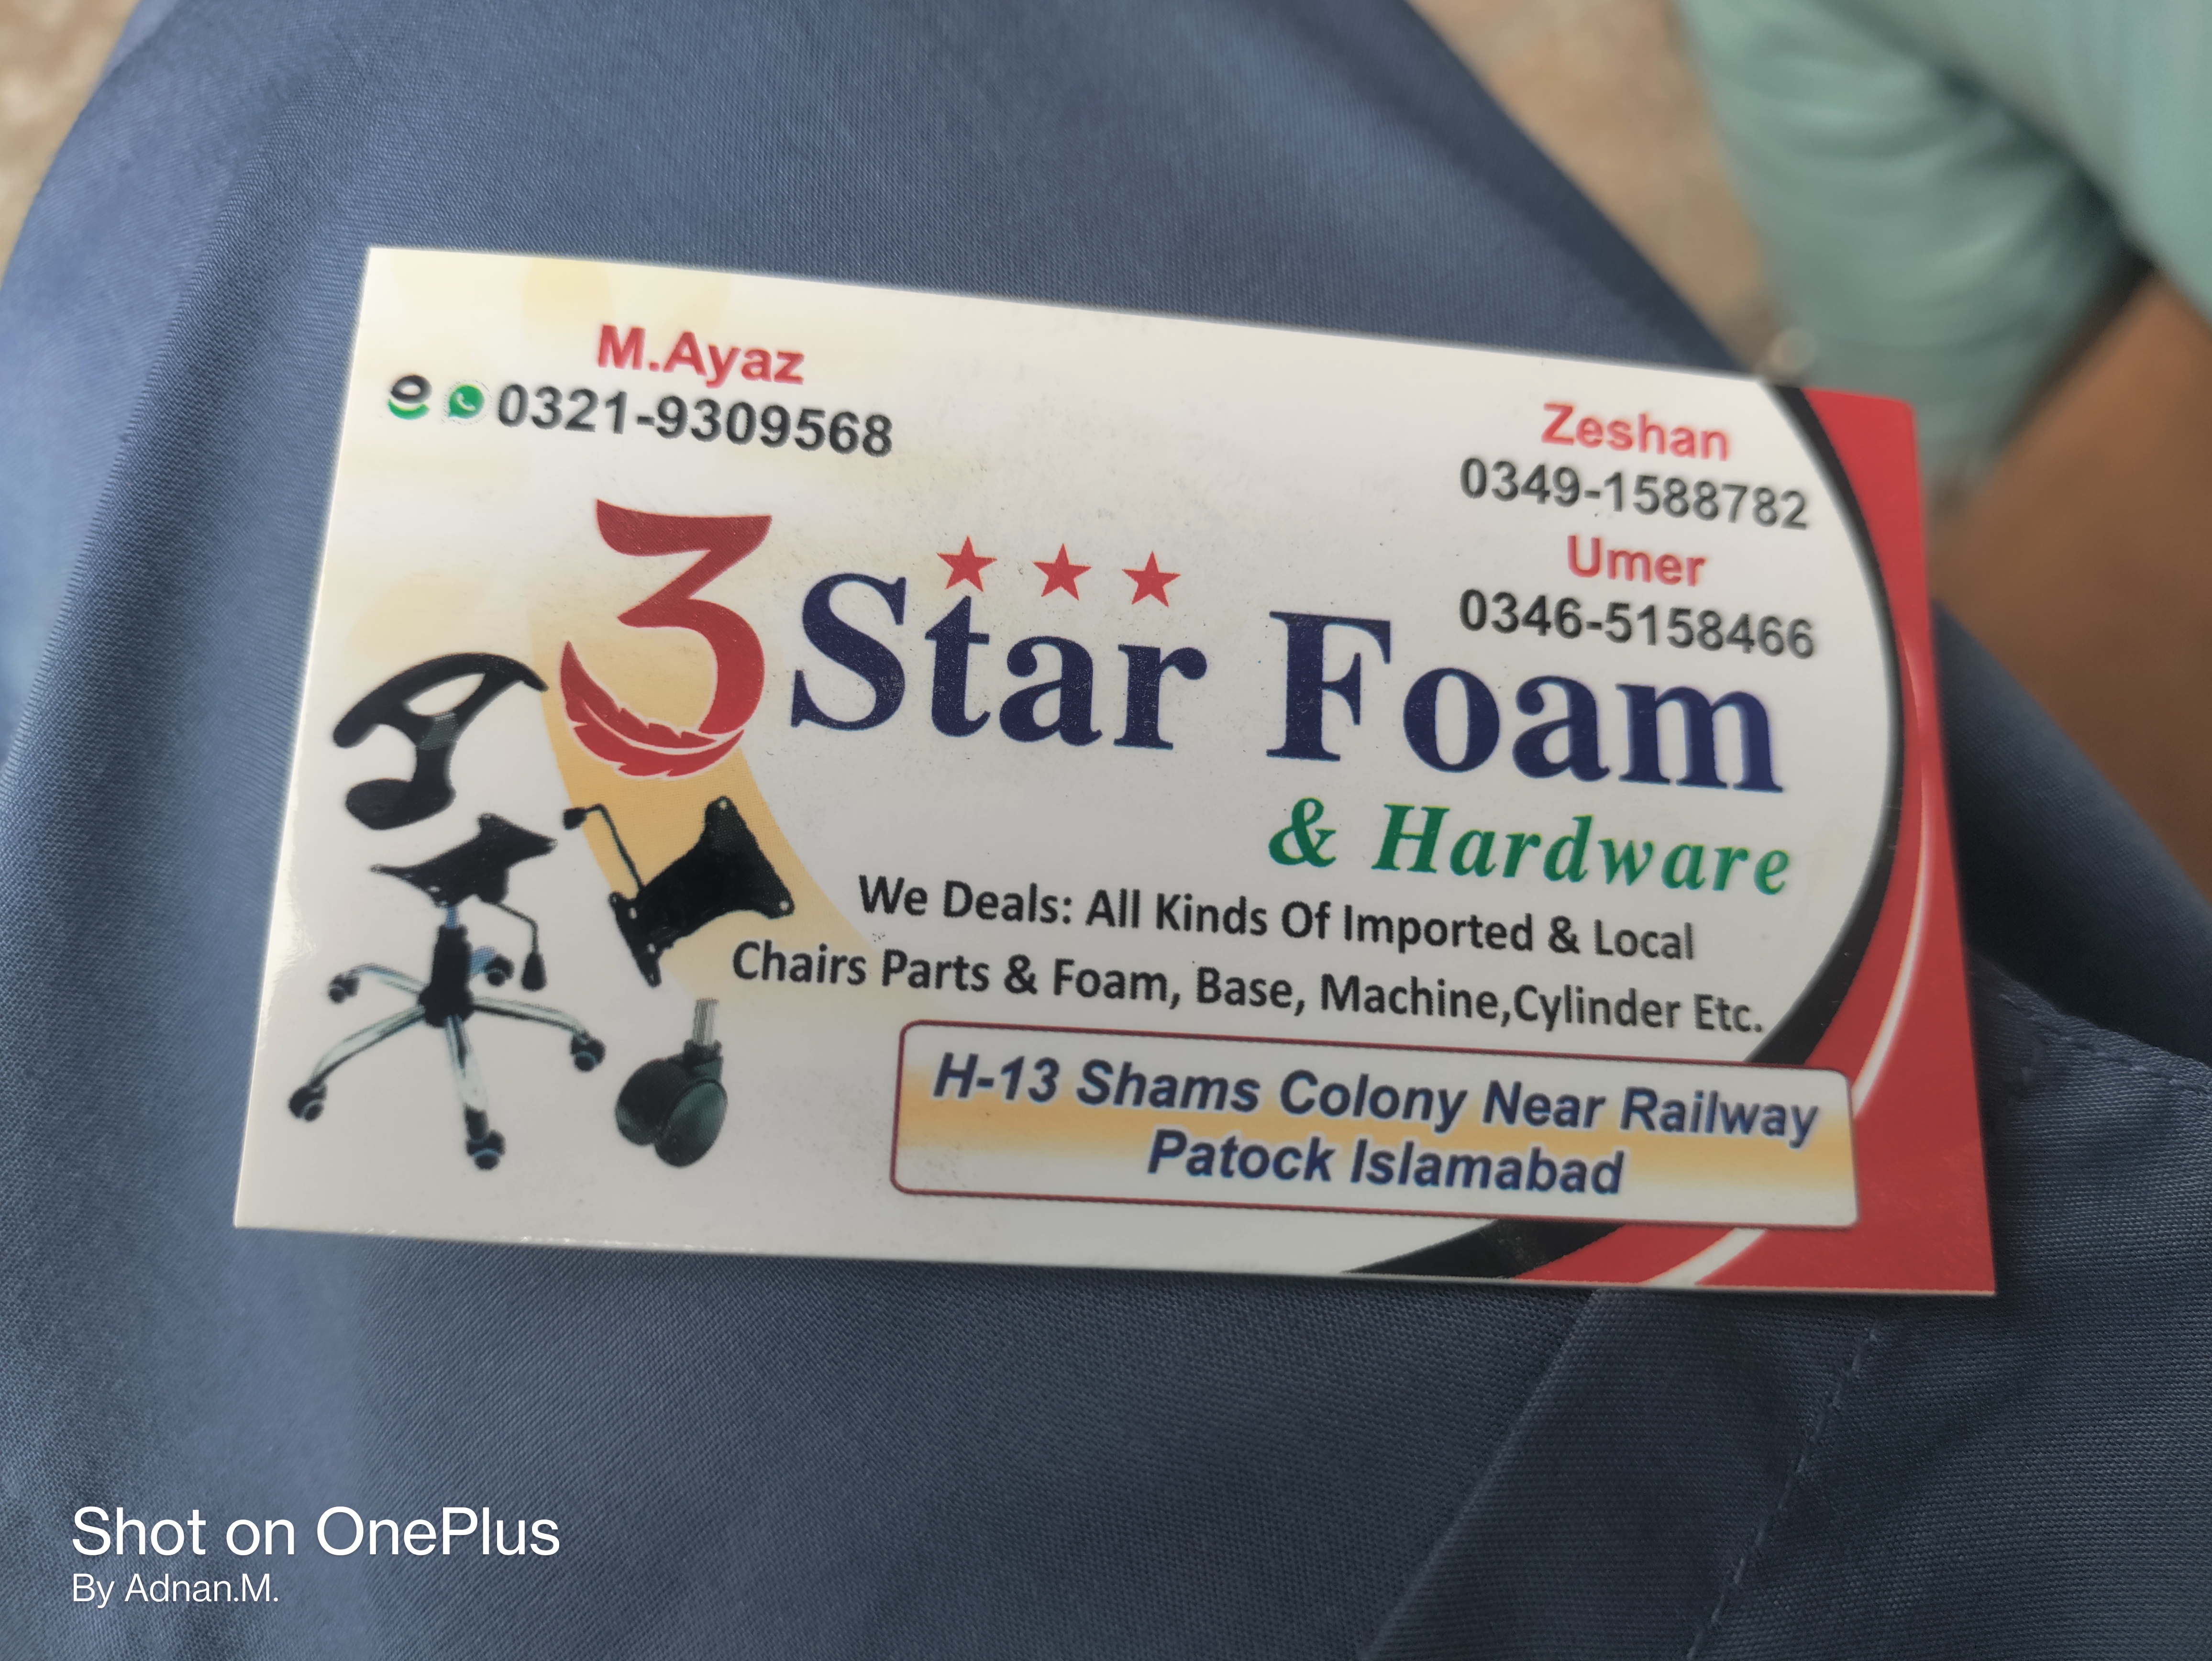 M.Ayaz
0321-9309568
Zeshan
0349-1588782
Umer
0346-5158466
3 Star Foam
& Hardware
We Deals: All Kinds Of Imported & Local
Chairs Parts & Foam, Base, Machine,Cylinder Etc.
H-13 Shams Colony Near Railway
Patock Islamabad
Shot on OnePlus
By Adnan.M.